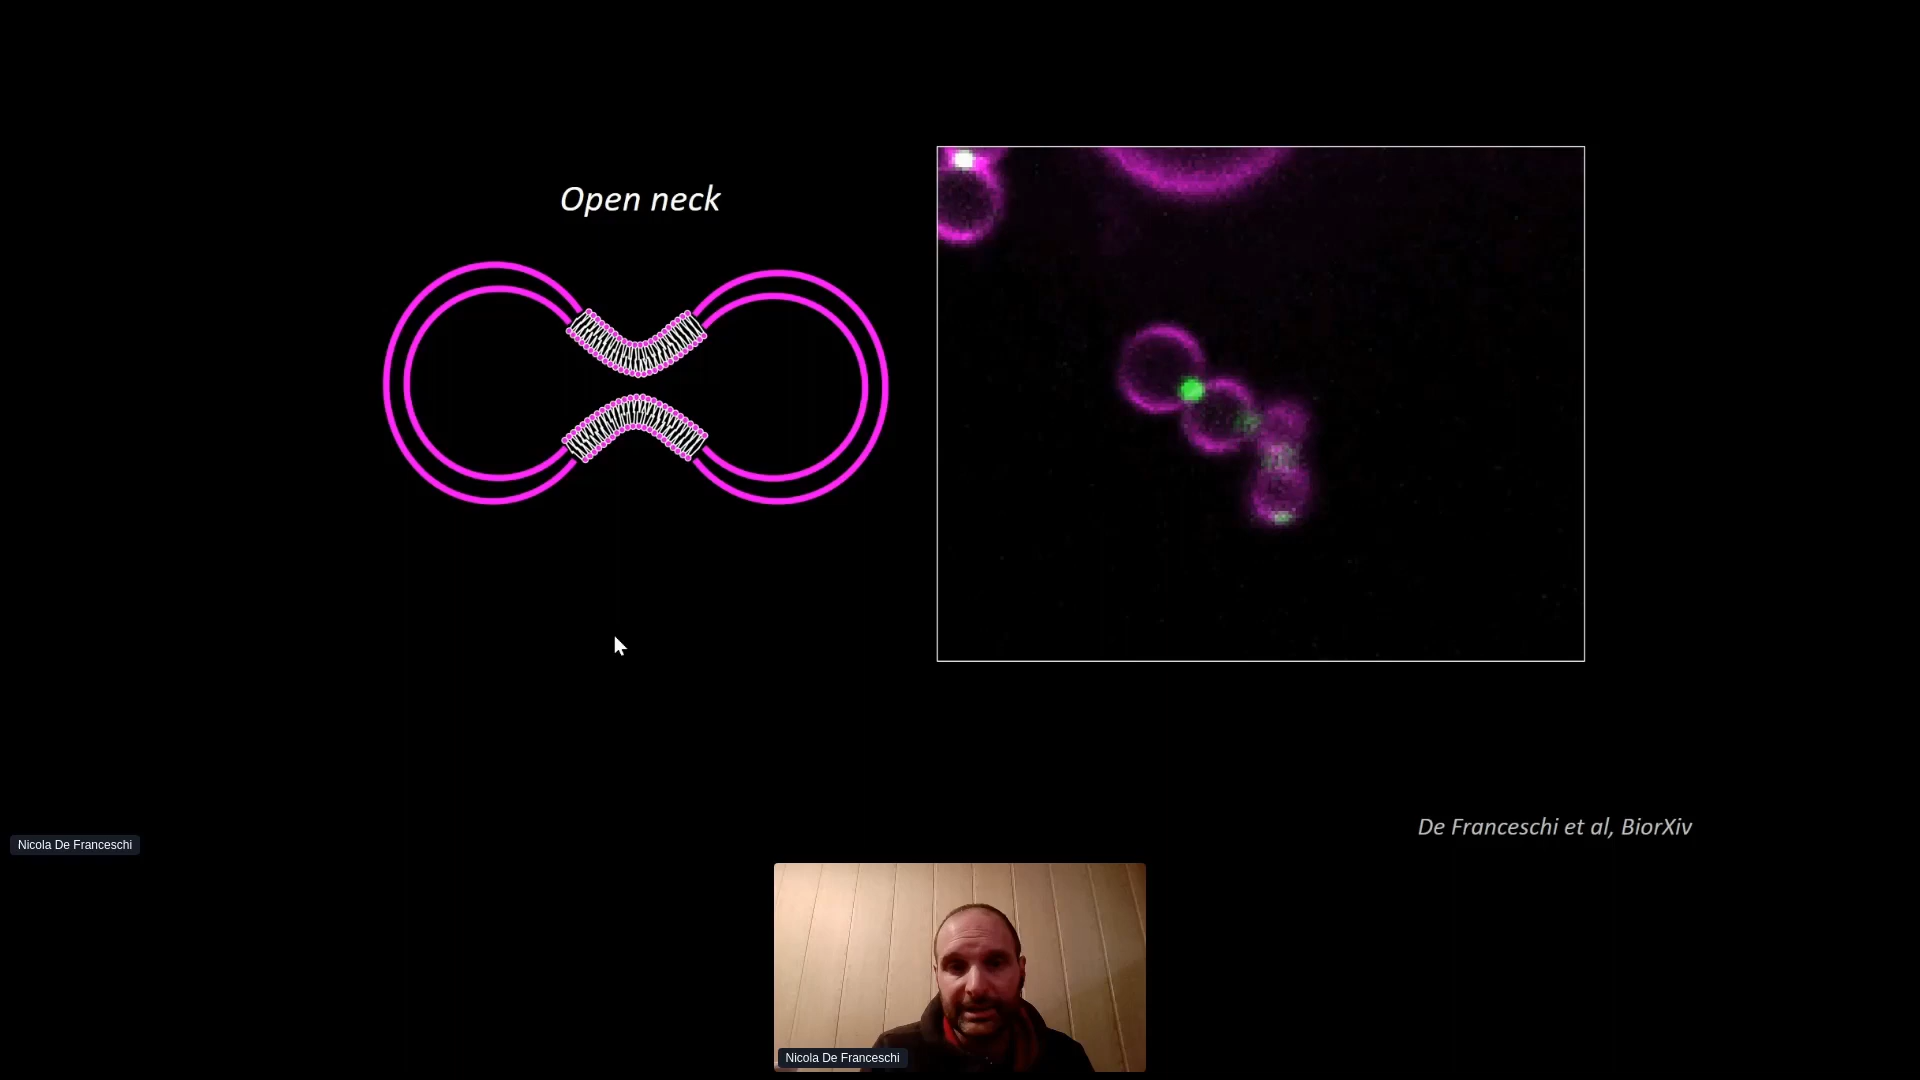 Open neck
De Franceschi et al, BiorXiv
Nicola De Franceschi
Nicola De Franceschi